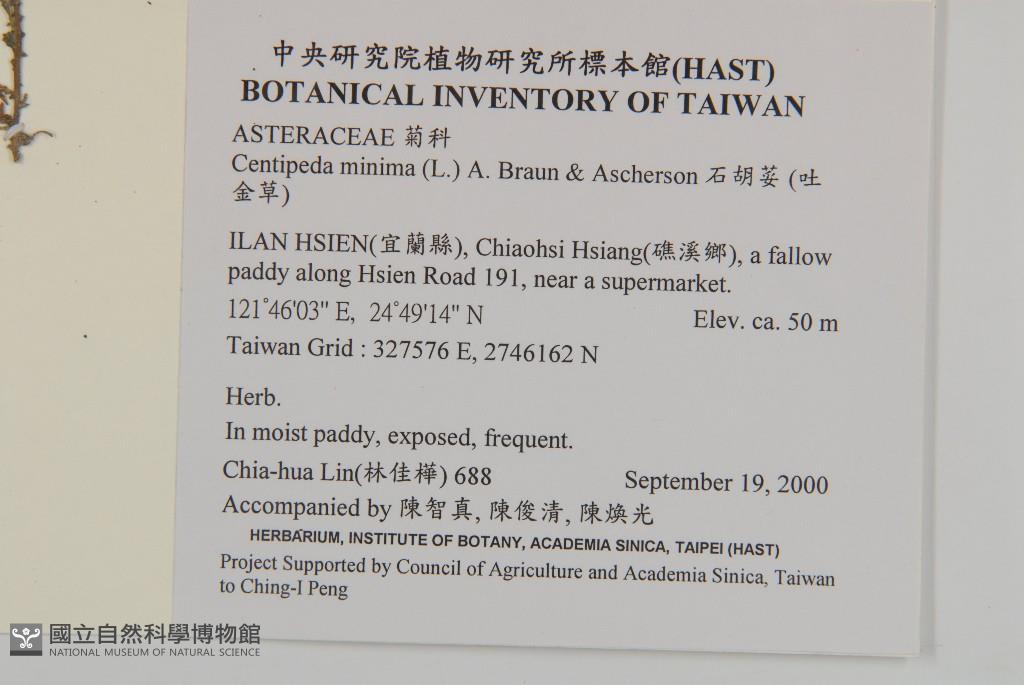 中央研究院植物研究所標本館(HAST)
BOTANICAL INVENTORY OF TAIWAN
ASTERACEAE 菊科
Centipeda minima (L.) A. Braun & Ascherson 石胡荽 (吐
金草)
ILAN HSIEN(宜蘭縣), Chiaohsi Hsiang(礁溪鄉), a fallow
paddy along Hsien Road 191, near a supermarket.
121°46'03" E, 24°49'14" N Elev. ca. 50 m
Taiwan Grid : 327576 E, 2746162 N
Herb.
In moist paddy, exposed, frequent.
Chia-hua Lin(林佳樺) 688 September 19, 2000
Accompanied by 陳智真, 陳俊清, 陳煥光
HERBARIUM, INSTITUTE OF BOTANY, ACADEMIA SINICA, TAIPEI (HAST)
Project Supported by Council of Agriculture and Academia Sinica, Taiwan
to Ching-I Peng
國立自然科學博物館
NATIONAL MUSEUM OF NATURAL SCIENCE